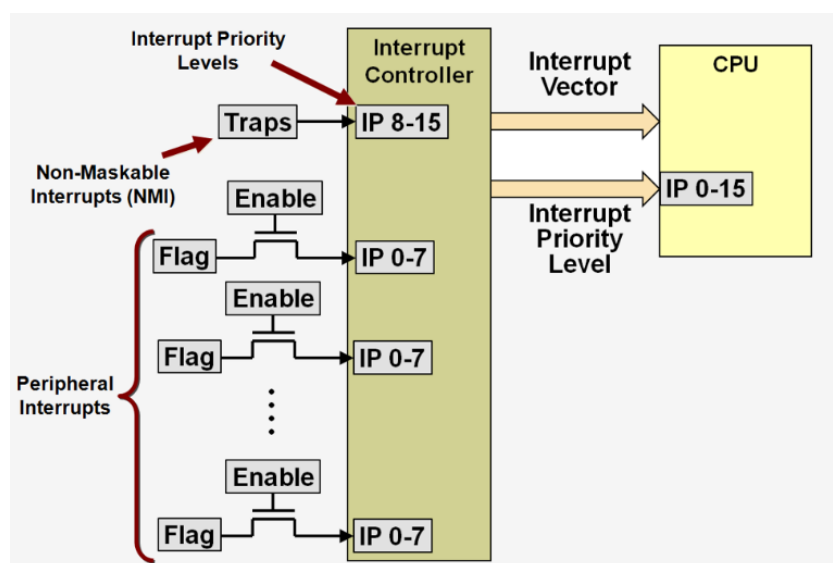 Interrupt Priority
Levels
Interrupt
Controller
Interrupt
Vector
CPU
Traps
IP 8-15
Non-Maskable
Interrupts (NMI)
Enable
IP 0-15
Interrupt
Priority
Level
Flag
IP 0-7
Enable
Flag
IP 0-7
Peripheral
Interrupts
Enable
Flag
IP 0-7